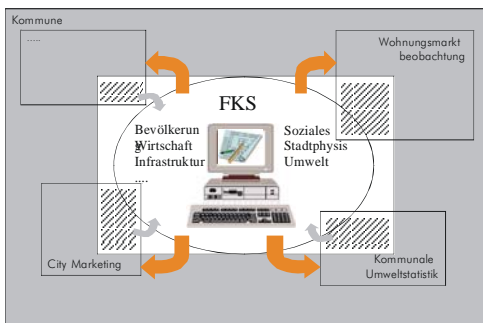 Kommune
.....
Wohnungsmarkt
beobachtung
FKS
Bevölkerun
g
Wirtschaft
Infrastruktur
....
Soziales
Stadtphysis
Umwelt
City Marketing
Kommunale
Umweltstatistik